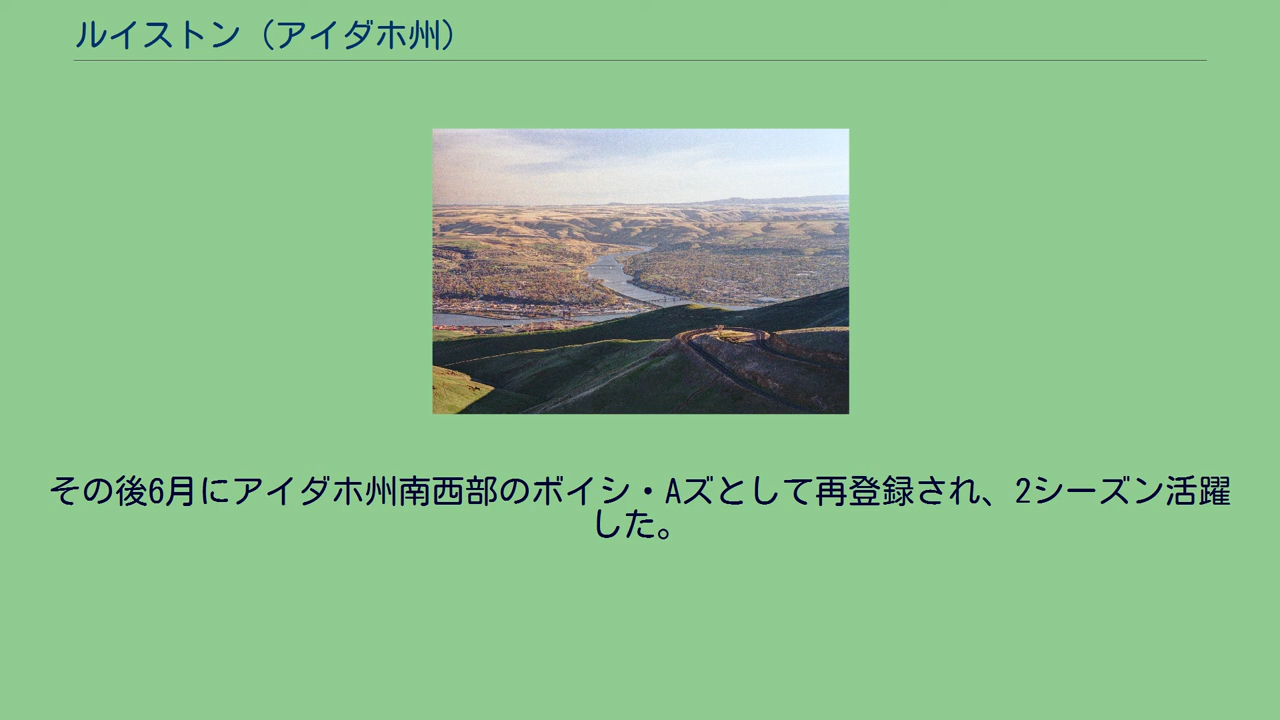 ルイストン（アイダホ州）
その後6月にアイダホ州南西部のボイシ・Aズとして再登録され、2シーズン活躍
した。